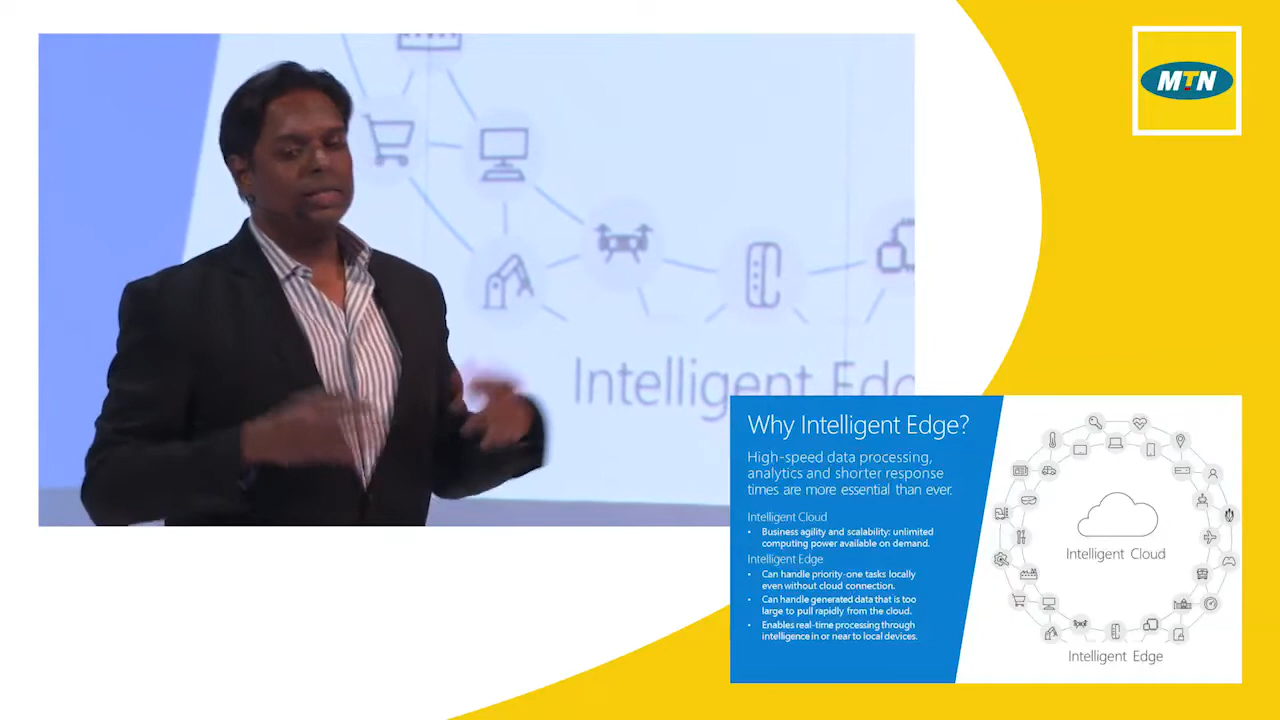 MTN
Intelligent Edg
Why Intelligent Edge?
High-speed data processing,
analytics and shorter response
times are more essential than ever.
Intelligent Cloud
• Business agility and scalability: unlimited
computing power available on demand.
Intelligent Edge
• Can handle priority-one tasks locally
even without cloud connection.
• Can handle generated data that is too
large to pull rapidly from the cloud.
• Enables real-time processing through
intelligence in or near to local devices.
Intelligent Cloud
Intelligent Edge